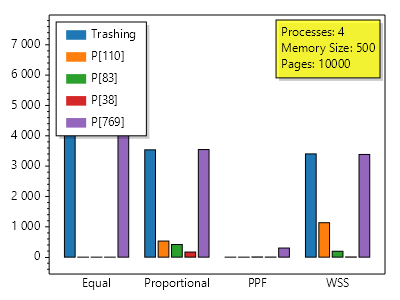 Trashing
P[110]
P[83]
P[38]
P[769]
Processes: 4
Memory Size: 500
Pages: 10000
7 000
6 000
5 000
4 000
3 000
2 000
1 000
0
Equal Proportional PPF WSS